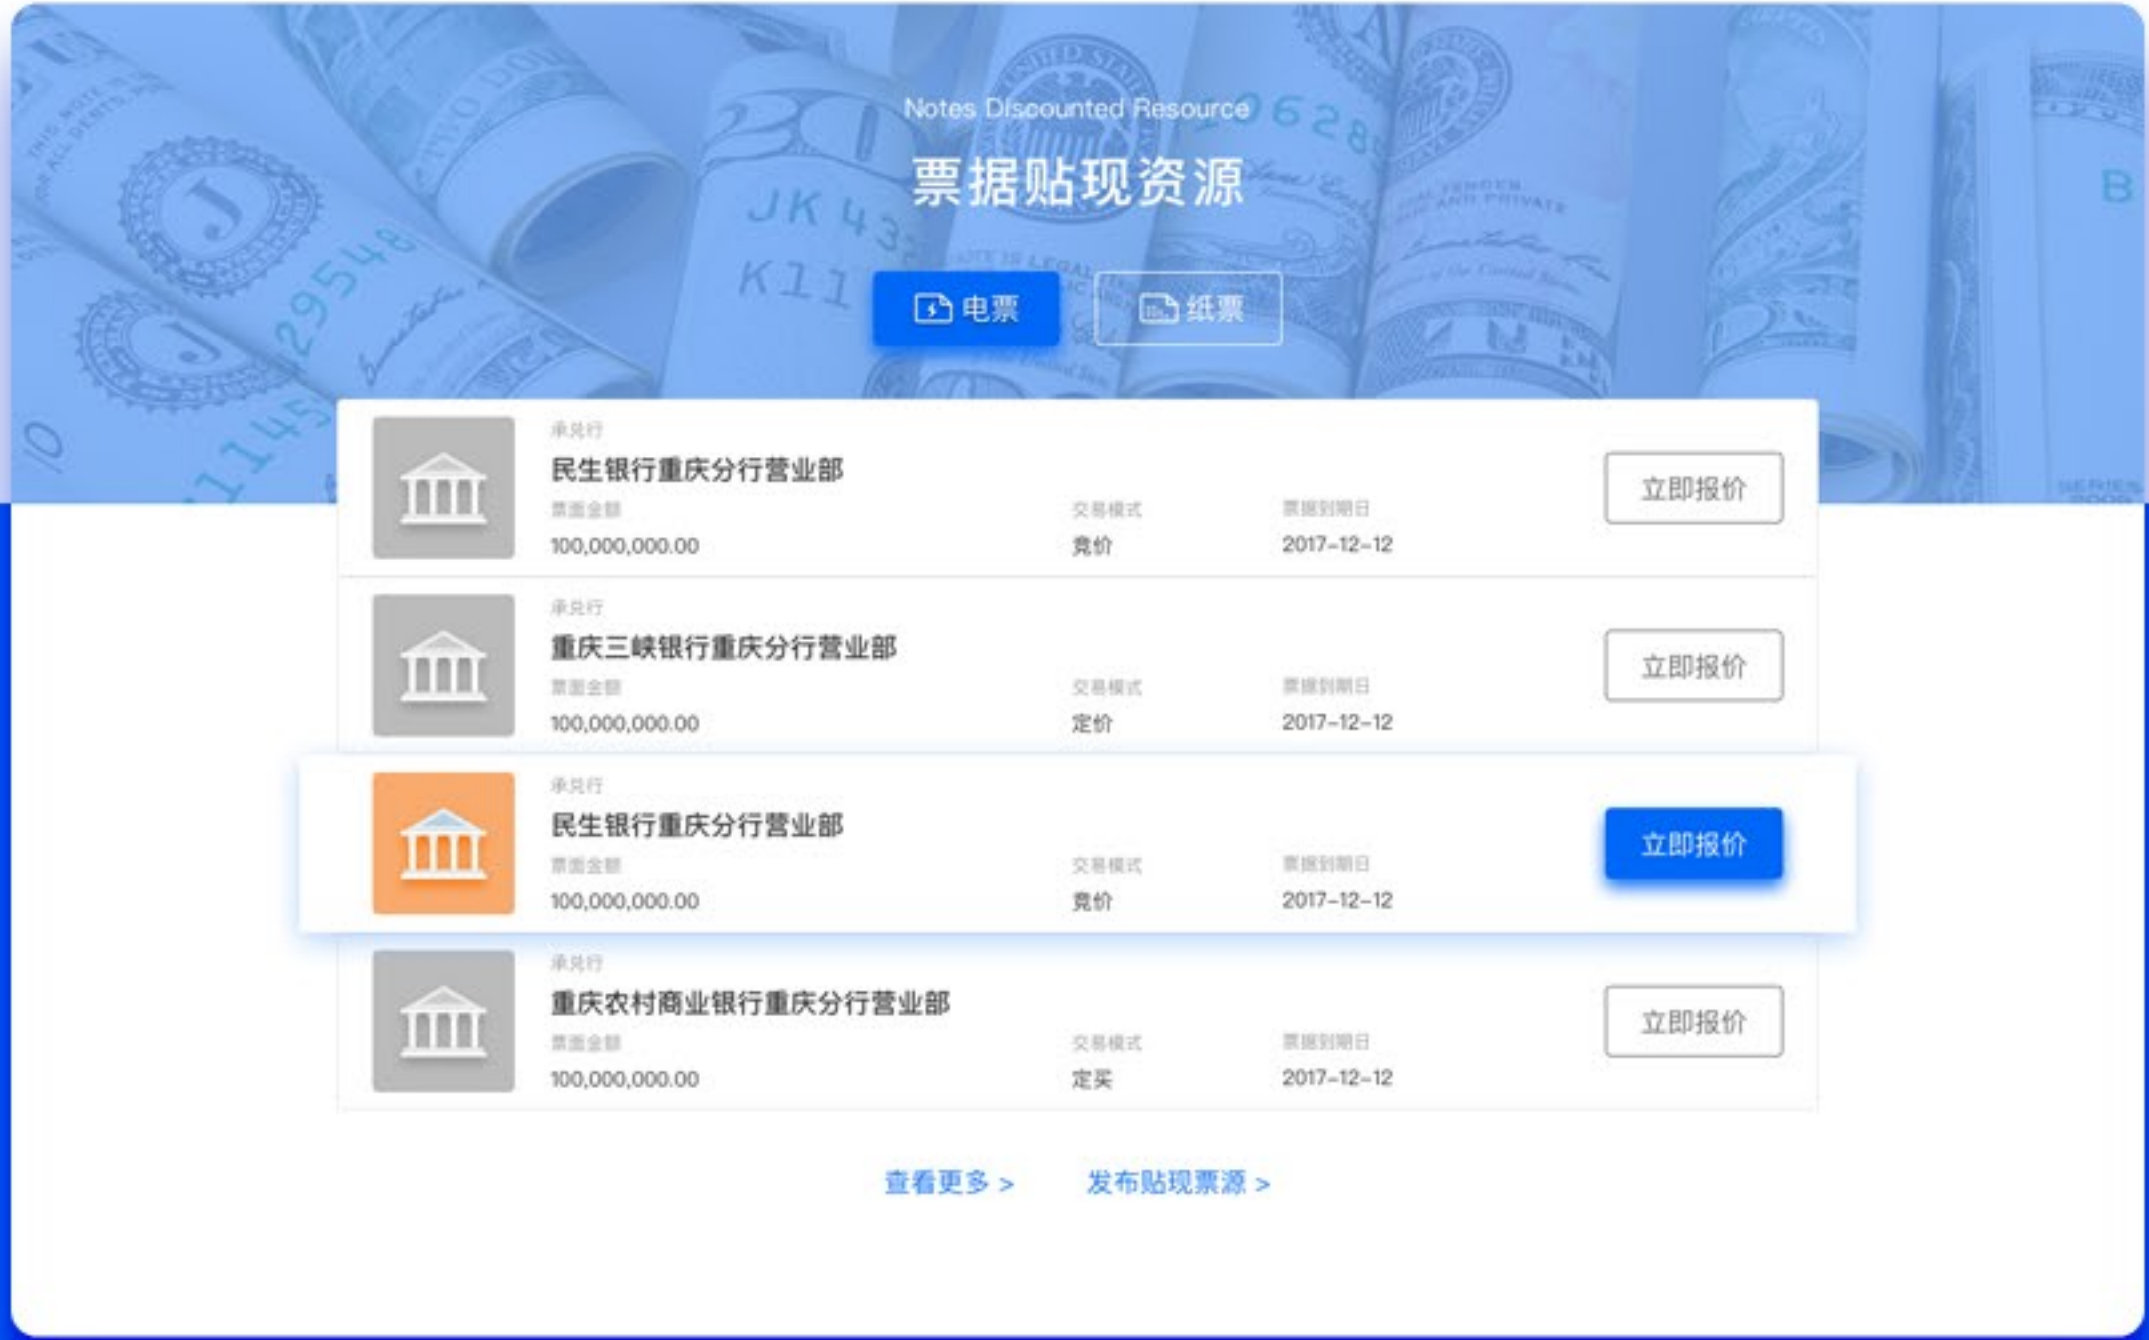 Notes Discounted Resource
票据贴现资源
电票 纸票
承兑行
民生银行重庆分行营业部
票面金额 交易模式 票据到期日
100,000,000.00 竞价 2017-12-12
立即报价
承兑行
重庆三峡银行重庆分行营业部
票面金额 交易模式 票据到期日
100,000,000.00 定价 2017-12-12
立即报价
承兑行
民生银行重庆分行营业部
票面金额 交易模式 票据到期日
100,000,000.00 竞价 2017-12-12
立即报价
承兑行
重庆农村商业银行重庆分行营业部
票面金额 交易模式 票据到期日
100,000,000.00 定买 2017-12-12
立即报价
查看更多 > 发布贴现票源 >